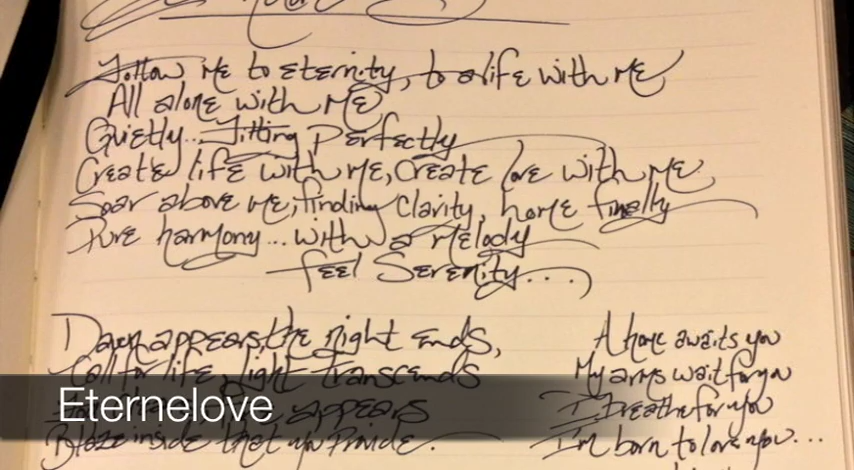 Follow me to eternity, to a life with me
All alone with me
Quietly... Fitting Perfectly
Create life with me, Create love with me
Soar above me, finding clarity, home finally
Pure harmony... with a melody
feel Serenity....
Dawn appears, the night ends,
Call for life, light transcends
appears
Blaze inside that you Provide.
A home awaits you
My arms wait for you
I breathe for you
I'm born to love you...
Eternelove